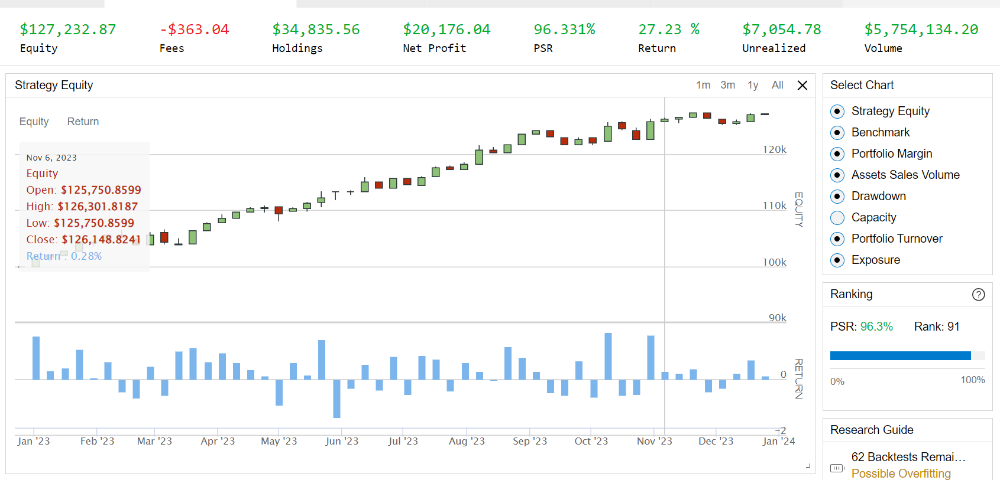 $127,232.87 -$363.04 $34,835.56 $20,176.04 96.331% 27.23 % $7,054.78 $5,754,134.20
Equity Fees Holdings Net Profit PSR Return Unrealized Volume
Strategy Equity 1m 3m 1y All
Equity Return
Nov 6, 2023
Equity
Open: $125,750.8599
High: $126,301.8187
Low: $125,750.8599
Close: $126,148.8241
Return : 0.28%
120k
110k
100k
90k
EQUITY
0
-2
RETURN
Jan '23 Feb '23 Mar '23 Apr '23 May '23 Jun '23 Jul '23 Aug '23 Sep '23 Oct '23 Nov '23 Dec '23 Jan '24
Select Chart
Strategy Equity
Benchmark
Portfolio Margin
Assets Sales Volume
Drawdown
Capacity
Portfolio Turnover
Exposure
Ranking ?
PSR: 96.3% Rank: 91
0% 100%
Research Guide
62 Backtests Remai...
Possible Overfitting